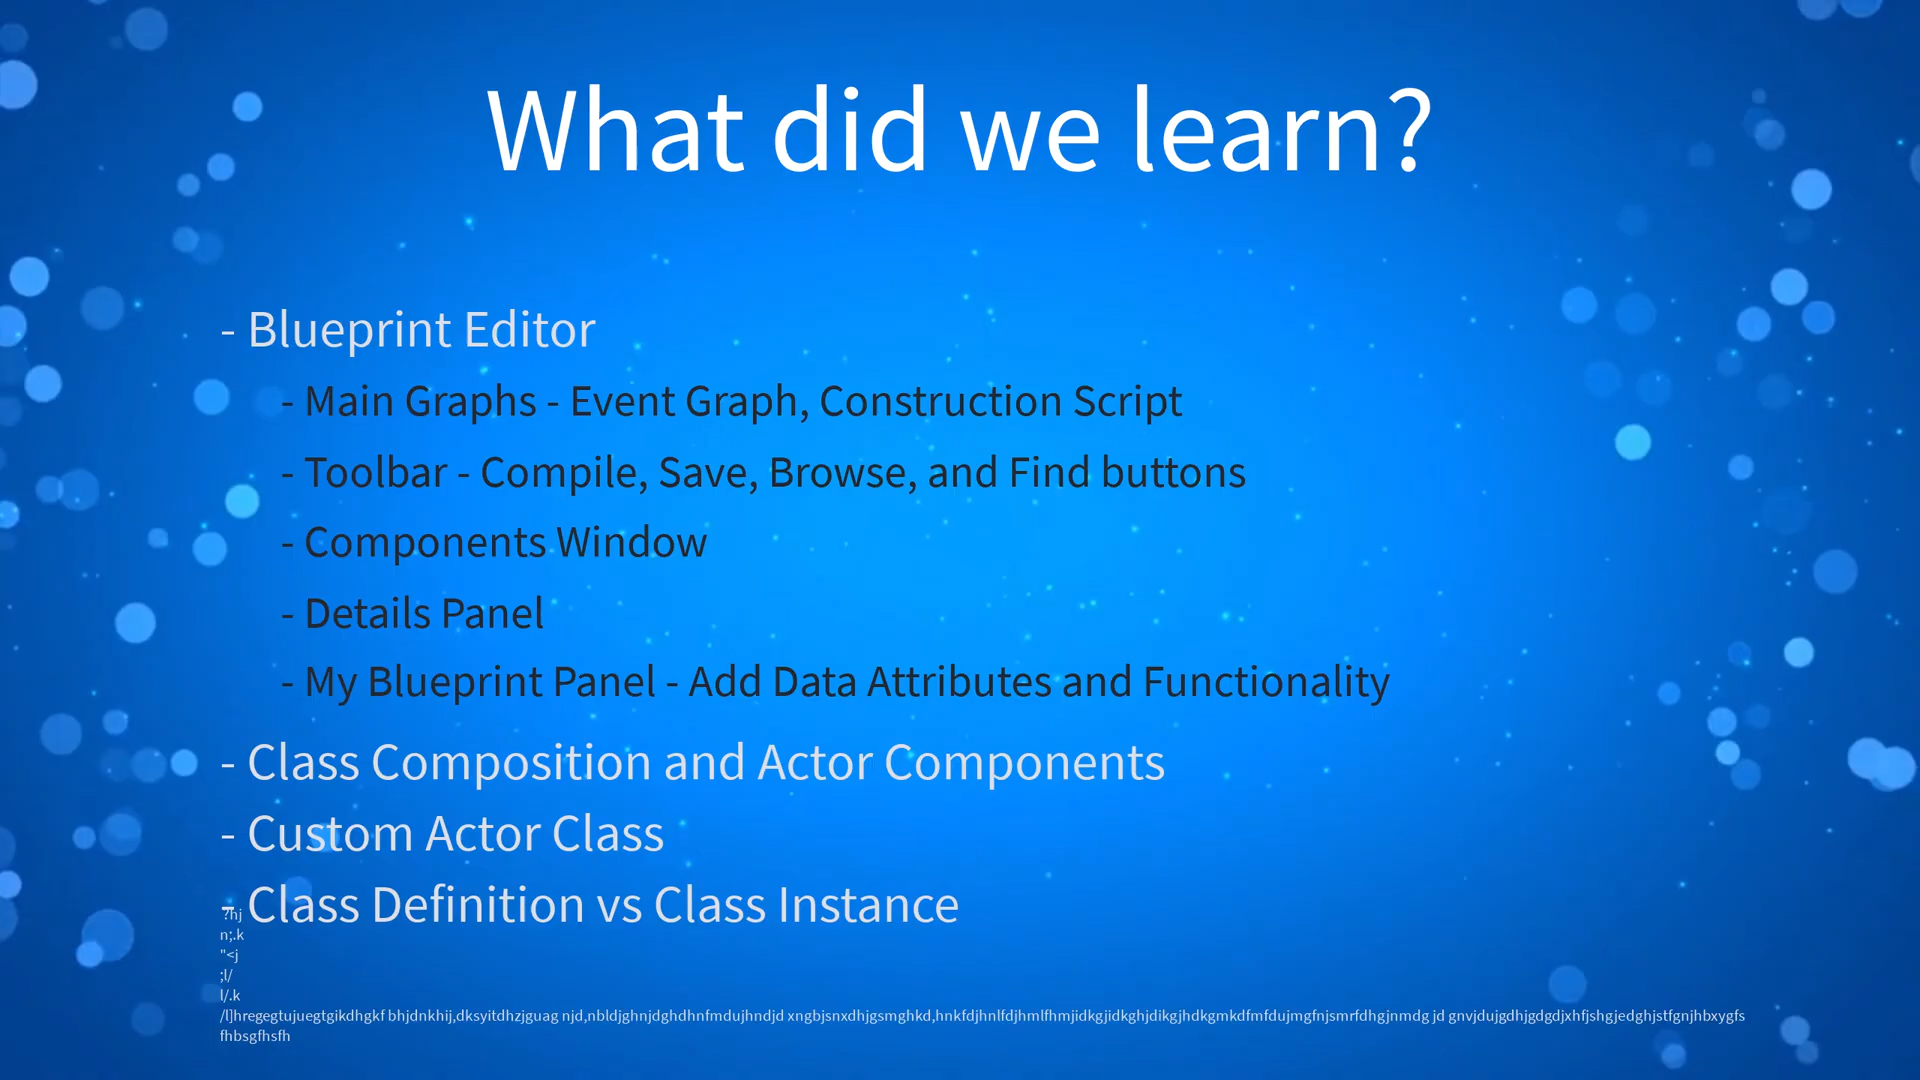 What did we learn?
- Blueprint Editor
- Main Graphs - Event Graph, Construction Script
- Toolbar - Compile, Save, Browse, and Find buttons
- Components Window
- Details Panel
- My Blueprint Panel - Add Data Attributes and Functionality
- Class Composition and Actor Components
- Custom Actor Class
- Class Definition vs Class Instance
?hj
n;.k
"<j
;l/
l/.k
/l]hregegtujuegtgikdhgkf bhjdnkhij,dksyitdhzjguag njd,nbldjghnjdghdhnfmdujhndjd xngbjsnxdhjgsmghkd,hnkfdjhnlfdjhmlfhmjidkgjidkghjdikgjhdkgmkdfmfdujmgfnjsmrfdhgjnmdg jd gnvjdujgdhjgdgdjxhfjshgjedghjstfgnjhbxygfs
fhbsgfhsfh